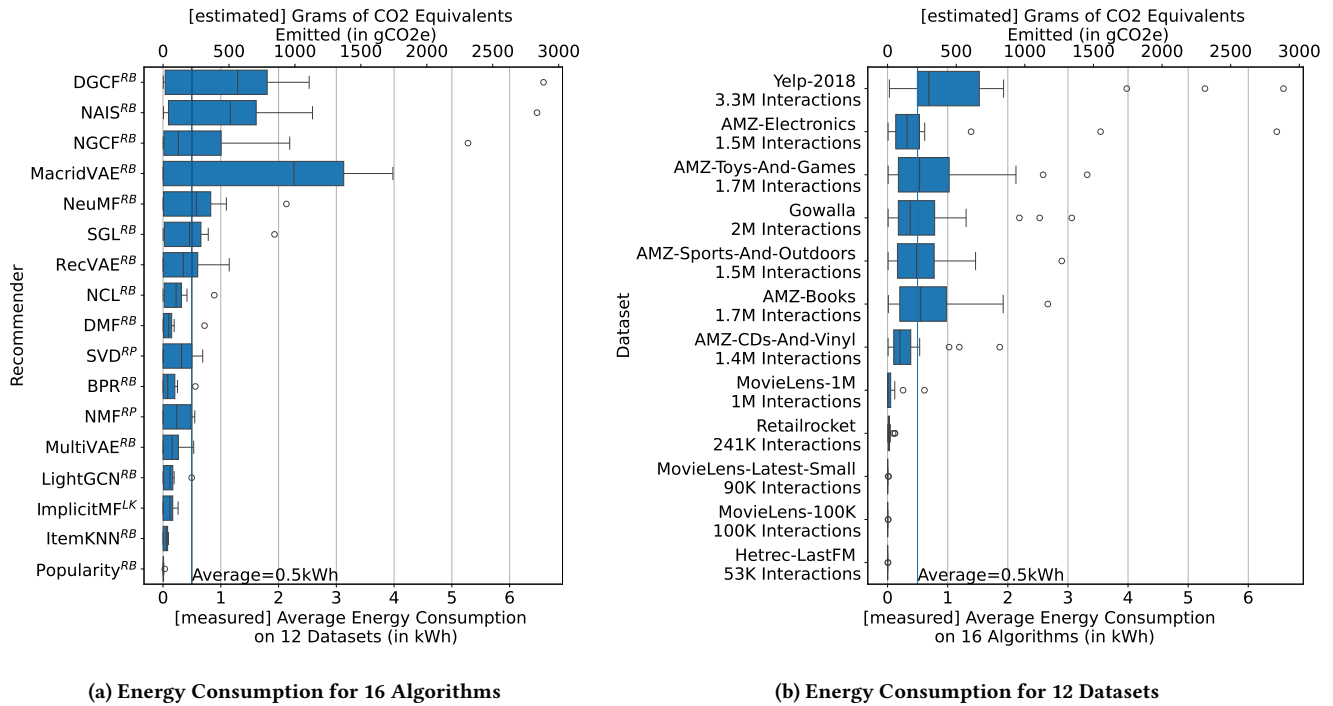 [estimated] Grams of CO2 Equivalents
Emitted (in gCO2e)
0 500 1000 1500 2000 2500 3000
Recommender
DGCF^RB
NAIS^RB
NGCF^RB
MacridVAE^RB
NeuMF^RB
SGL^RB
RecVAE^RB
NCL^RB
DMF^RB
SVD^RP
BPR^RB
NMF^RP
MultiVAE^RB
LightGCN^RB
ImplicitMF^LK
ItemKNN^RB
Popularity^RB
Average=0.5kWh
0 1 2 3 4 5 6
[measured] Average Energy Consumption
on 12 Datasets (in kWh)
(a) Energy Consumption for 16 Algorithms
[estimated] Grams of CO2 Equivalents
Emitted (in gCO2e)
0 500 1000 1500 2000 2500 3000
Dataset
Yelp-2018
3.3M Interactions
AMZ-Electronics
1.5M Interactions
AMZ-Toys-And-Games
1.7M Interactions
Gowalla
2M Interactions
AMZ-Sports-And-Outdoors
1.5M Interactions
AMZ-Books
1.7M Interactions
AMZ-CDs-And-Vinyl
1.4M Interactions
MovieLens-1M
1M Interactions
Retailrocket
241K Interactions
MovieLens-Latest-Small
90K Interactions
MovieLens-100K
100K Interactions
Hetrec-LastFM
53K Interactions
Average=0.5kWh
0 1 2 3 4 5 6
[measured] Average Energy Consumption
on 16 Algorithms (in kWh)
(b) Energy Consumption for 12 Datasets